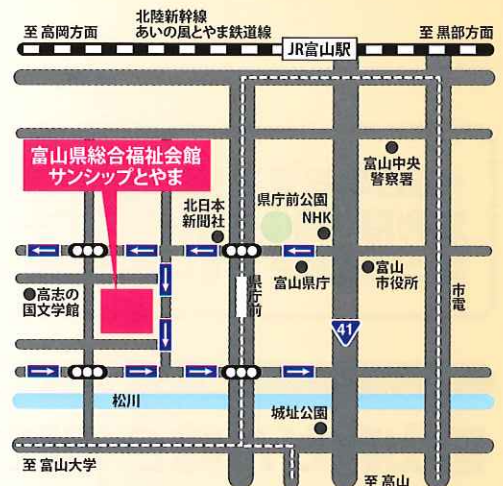 北陸新幹線
あいの風とやま鉄道線
至 高岡方面
JR富山駅
至 黒部方面
富山県総合福祉会館
サンシップとやま
富山中央
警察署
北日本
新聞社
県庁前公園
NHK
高志の
国文学館
県庁前
富山県庁
富山
市役所
市電
41
松川
城址公園
至 富山大学
至 高山